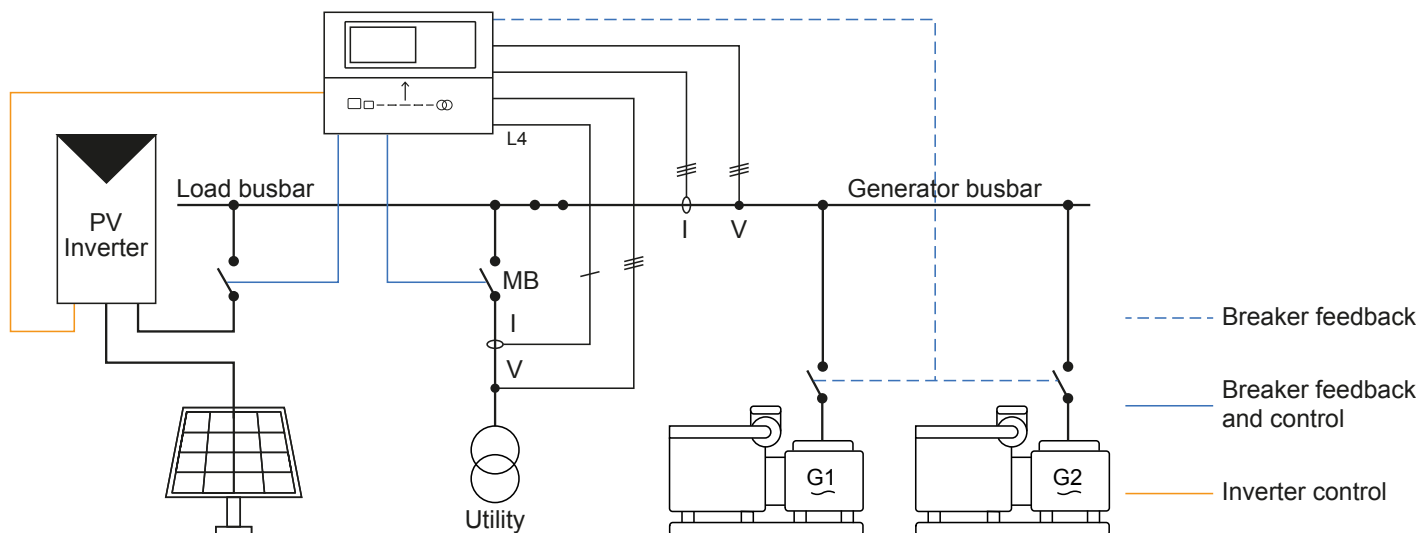 L4
Load busbar
Generator busbar
PV
Inverter
I
V
MB
I
V
Breaker feedback
Breaker feedback
and control
Inverter control
G1
G2
Utility